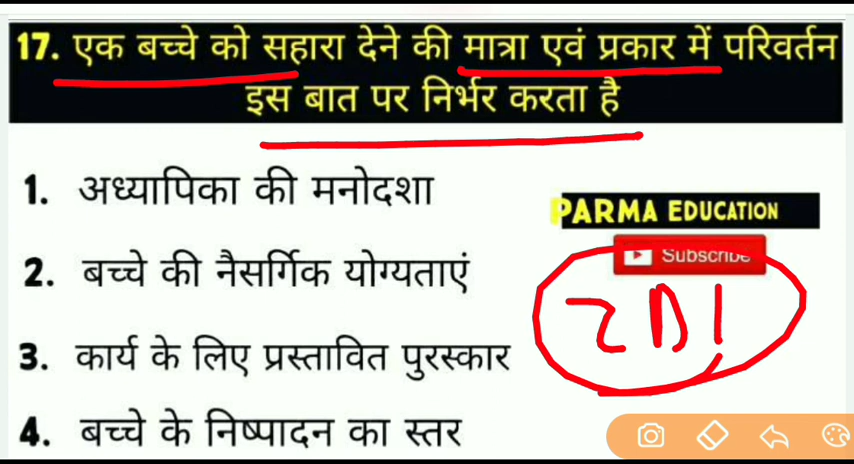 17. एक बच्चे को सहारा देने की मात्रा एवं प्रकार में परिवर्तन
इस बात पर निर्भर करता है
1. अध्यापिका की मनोदशा
PARMA EDUCATION
Subscribe
2. बच्चे की नैसर्गिक योग्यताएं
3. कार्य के लिए प्रस्तावित पुरस्कार
4. बच्चे के निष्पादन का स्तर